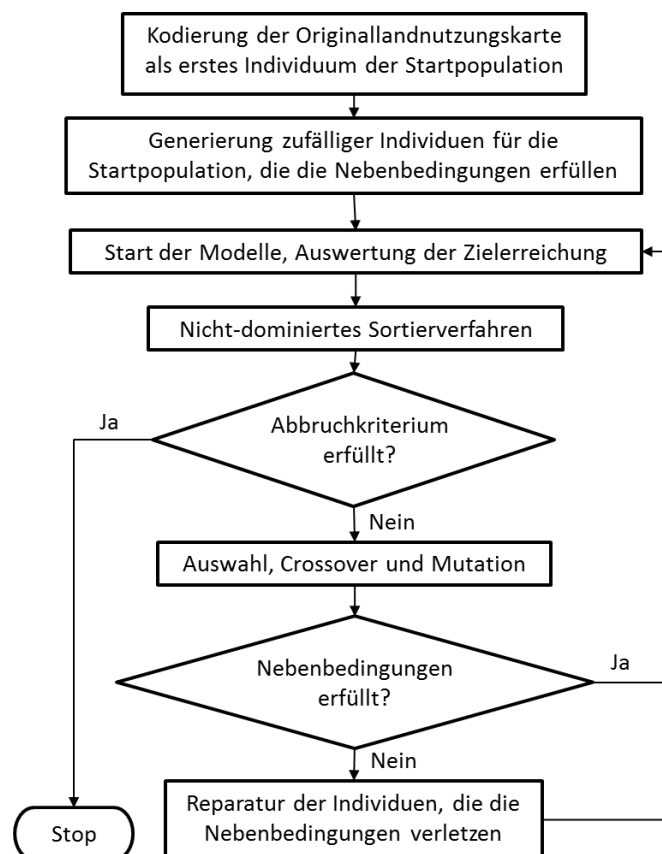 Kodierung der Originallandnutzungskarte
als erstes Individuum der Startpopulation
Generierung zufälliger Individuen für die
Startpopulation, die die Nebenbedingungen erfüllen
Start der Modelle, Auswertung der Zielerreichung
Nicht-dominiertes Sortierverfahren
Ja
Abbruchkriterium
erfüllt?
Nein
Auswahl, Crossover und Mutation
Nebenbedingungen
erfüllt?
Ja
Nein
Reparatur der Individuen, die die
Nebenbedingungen verletzen
Stop